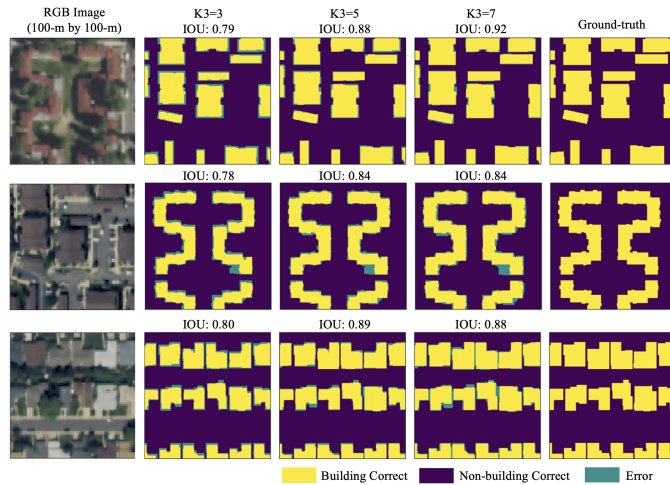 RGB Image
(100-m by 100-m)
K3=3
IOU: 0.79
K3=5
IOU: 0.88
K3=7
IOU: 0.92
Ground-truth
IOU: 0.78
IOU: 0.84
IOU: 0.84
IOU: 0.80
IOU: 0.89
IOU: 0.88
Building Correct
Non-building Correct
Error